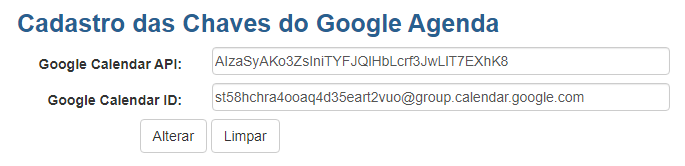 Cadastro das Chaves do Google Agenda
Google Calendar API: AIzaSyAKo3ZsIniTYFJQIHbLcrf3JwLIT7EXhK8
Google Calendar ID: st58hchra4ooaq4d35eart2vuo@group.calendar.google.com
Alterar Limpar